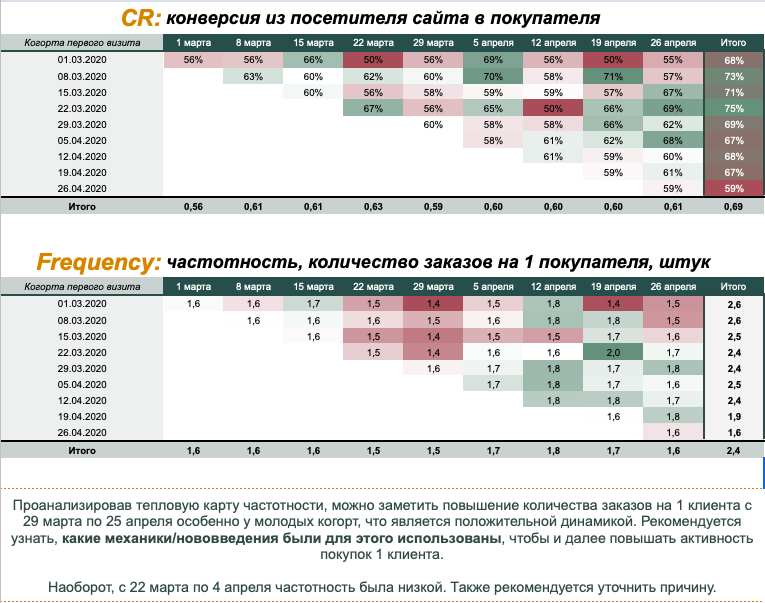 CR: конверсия из посетителя сайта в покупателя
Когорта первого визита 1 марта 8 марта 15 марта 22 марта 29 марта 5 апреля 12 апреля 19 апреля 26 апреля Итого
01.03.2020 56% 56% 66% 50% 56% 69% 56% 50% 55% 68%
08.03.2020 63% 60% 62% 60% 70% 58% 71% 57% 73%
15.03.2020 60% 56% 58% 59% 59% 57% 67% 71%
22.03.2020 67% 56% 65% 50% 66% 69% 75%
29.03.2020 60% 58% 58% 66% 62% 69%
05.04.2020 58% 61% 62% 68% 67%
12.04.2020 61% 59% 60% 68%
19.04.2020 59% 61% 67%
26.04.2020 59% 59%
Итого 0,56 0,61 0,61 0,63 0,59 0,60 0,60 0,60 0,61 0,69
Frequency: частотность, количество заказов на 1 покупателя, штук
Когорта первого визита 1 марта 8 марта 15 марта 22 марта 29 марта 5 апреля 12 апреля 19 апреля 26 апреля Итого
01.03.2020 1,6 1,6 1,7 1,5 1,4 1,5 1,8 1,4 1,5 2,6
08.03.2020 1,6 1,6 1,6 1,5 1,6 1,8 1,8 1,5 2,6
15.03.2020 1,6 1,5 1,4 1,5 1,5 1,7 1,6 2,5
22.03.2020 1,5 1,4 1,6 1,6 2,0 1,7 2,4
29.03.2020 1,6 1,7 1,8 1,7 1,8 2,4
05.04.2020 1,7 1,8 1,7 1,6 2,5
12.04.2020 1,8 1,8 1,7 2,4
19.04.2020 1,6 1,8 1,9
26.04.2020 1,6 1,6
Итого 1,6 1,6 1,6 1,5 1,5 1,7 1,8 1,7 1,6 2,4
Проанализировав тепловую карту частотности, можно заметить повышение количества заказов на 1 клиента с
29 марта по 25 апреля особенно у молодых когорт, что является положительной динамикой. Рекомендуется
узнать, какие механики/нововведения были для этого использованы, чтобы и далее повышать активность
покупок 1 клиента.
Наоборот, с 22 марта по 4 апреля частотность была низкой. Также рекомендуется уточнить причину.